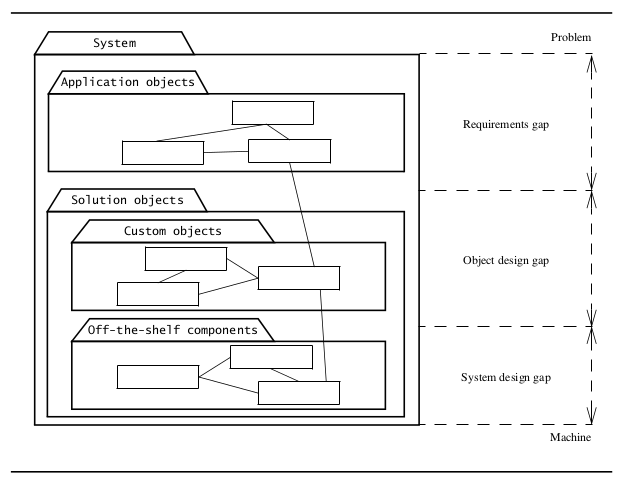 System
Problem
Application objects
Requirements gap
Solution objects
Custom objects
Object design gap
Off-the-shelf components
System design gap
Machine